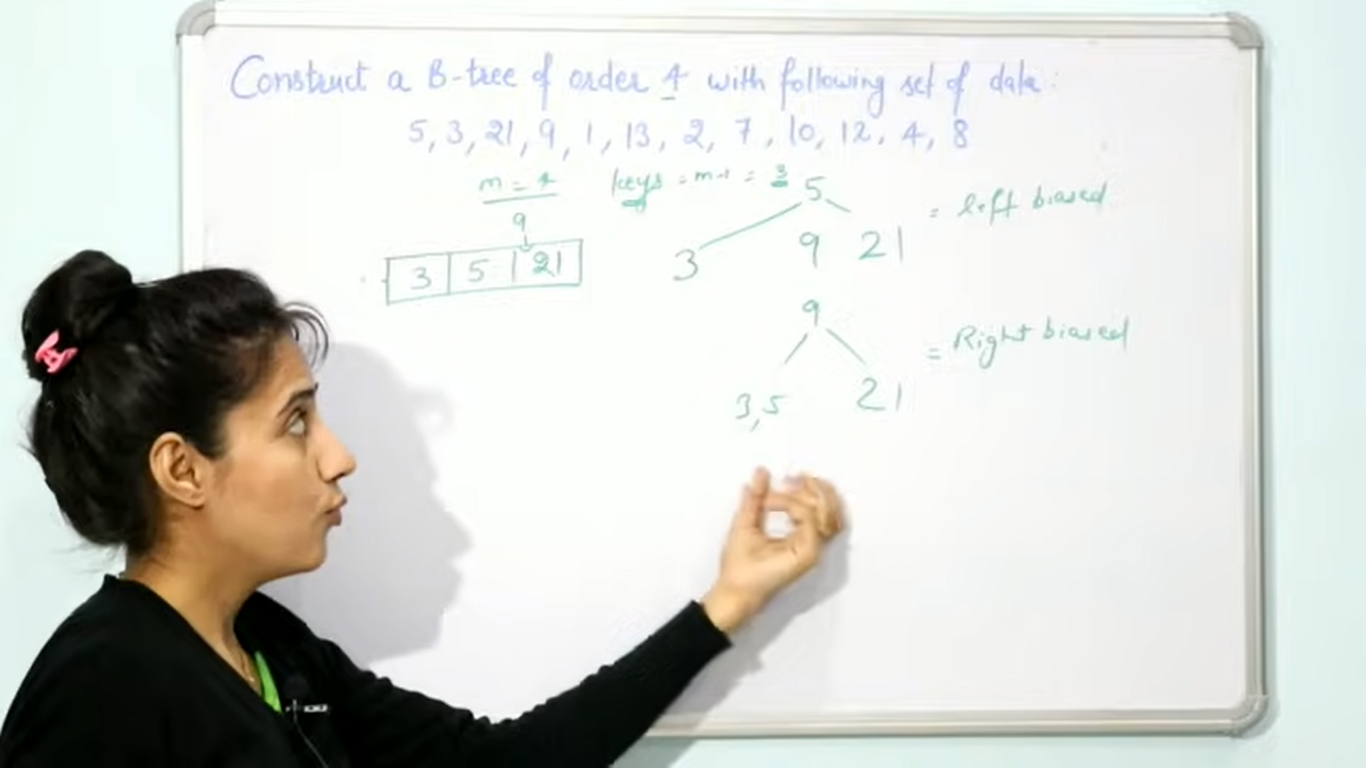 Construct a B-tree of order 4 with following set of data:
5, 3, 21, 9, 1, 13, 2, 7, 10, 12, 4, 8
m = 4
keys = m-1 = 3
9
3 5 21
5
3 9 21
= left biased
9
3,5 21
= Right biased